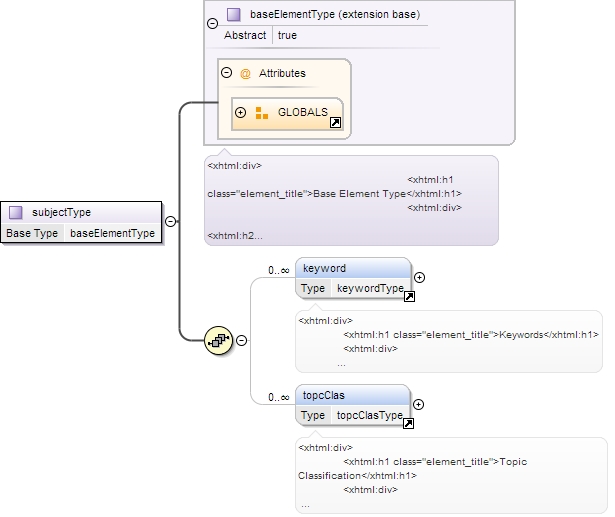 baseElementType (extension base)
Abstract true
@ Attributes
GLOBALS
<xhtml:div>
<xhtml:h1
class="element_title">Base Element Type</xhtml:h1>
<xhtml:div>
<xhtml:h2...
subjectType
Base Type baseElementType
0..∞
keyword
Type keywordType
<xhtml:div>
<xhtml:h1 class="element_title">Keywords</xhtml:h1>
<xhtml:div>
...
0..∞
topcClas
Type topcClasType
<xhtml:div>
<xhtml:h1 class="element_title">Topic
Classification</xhtml:h1>
<xhtml:div>
...